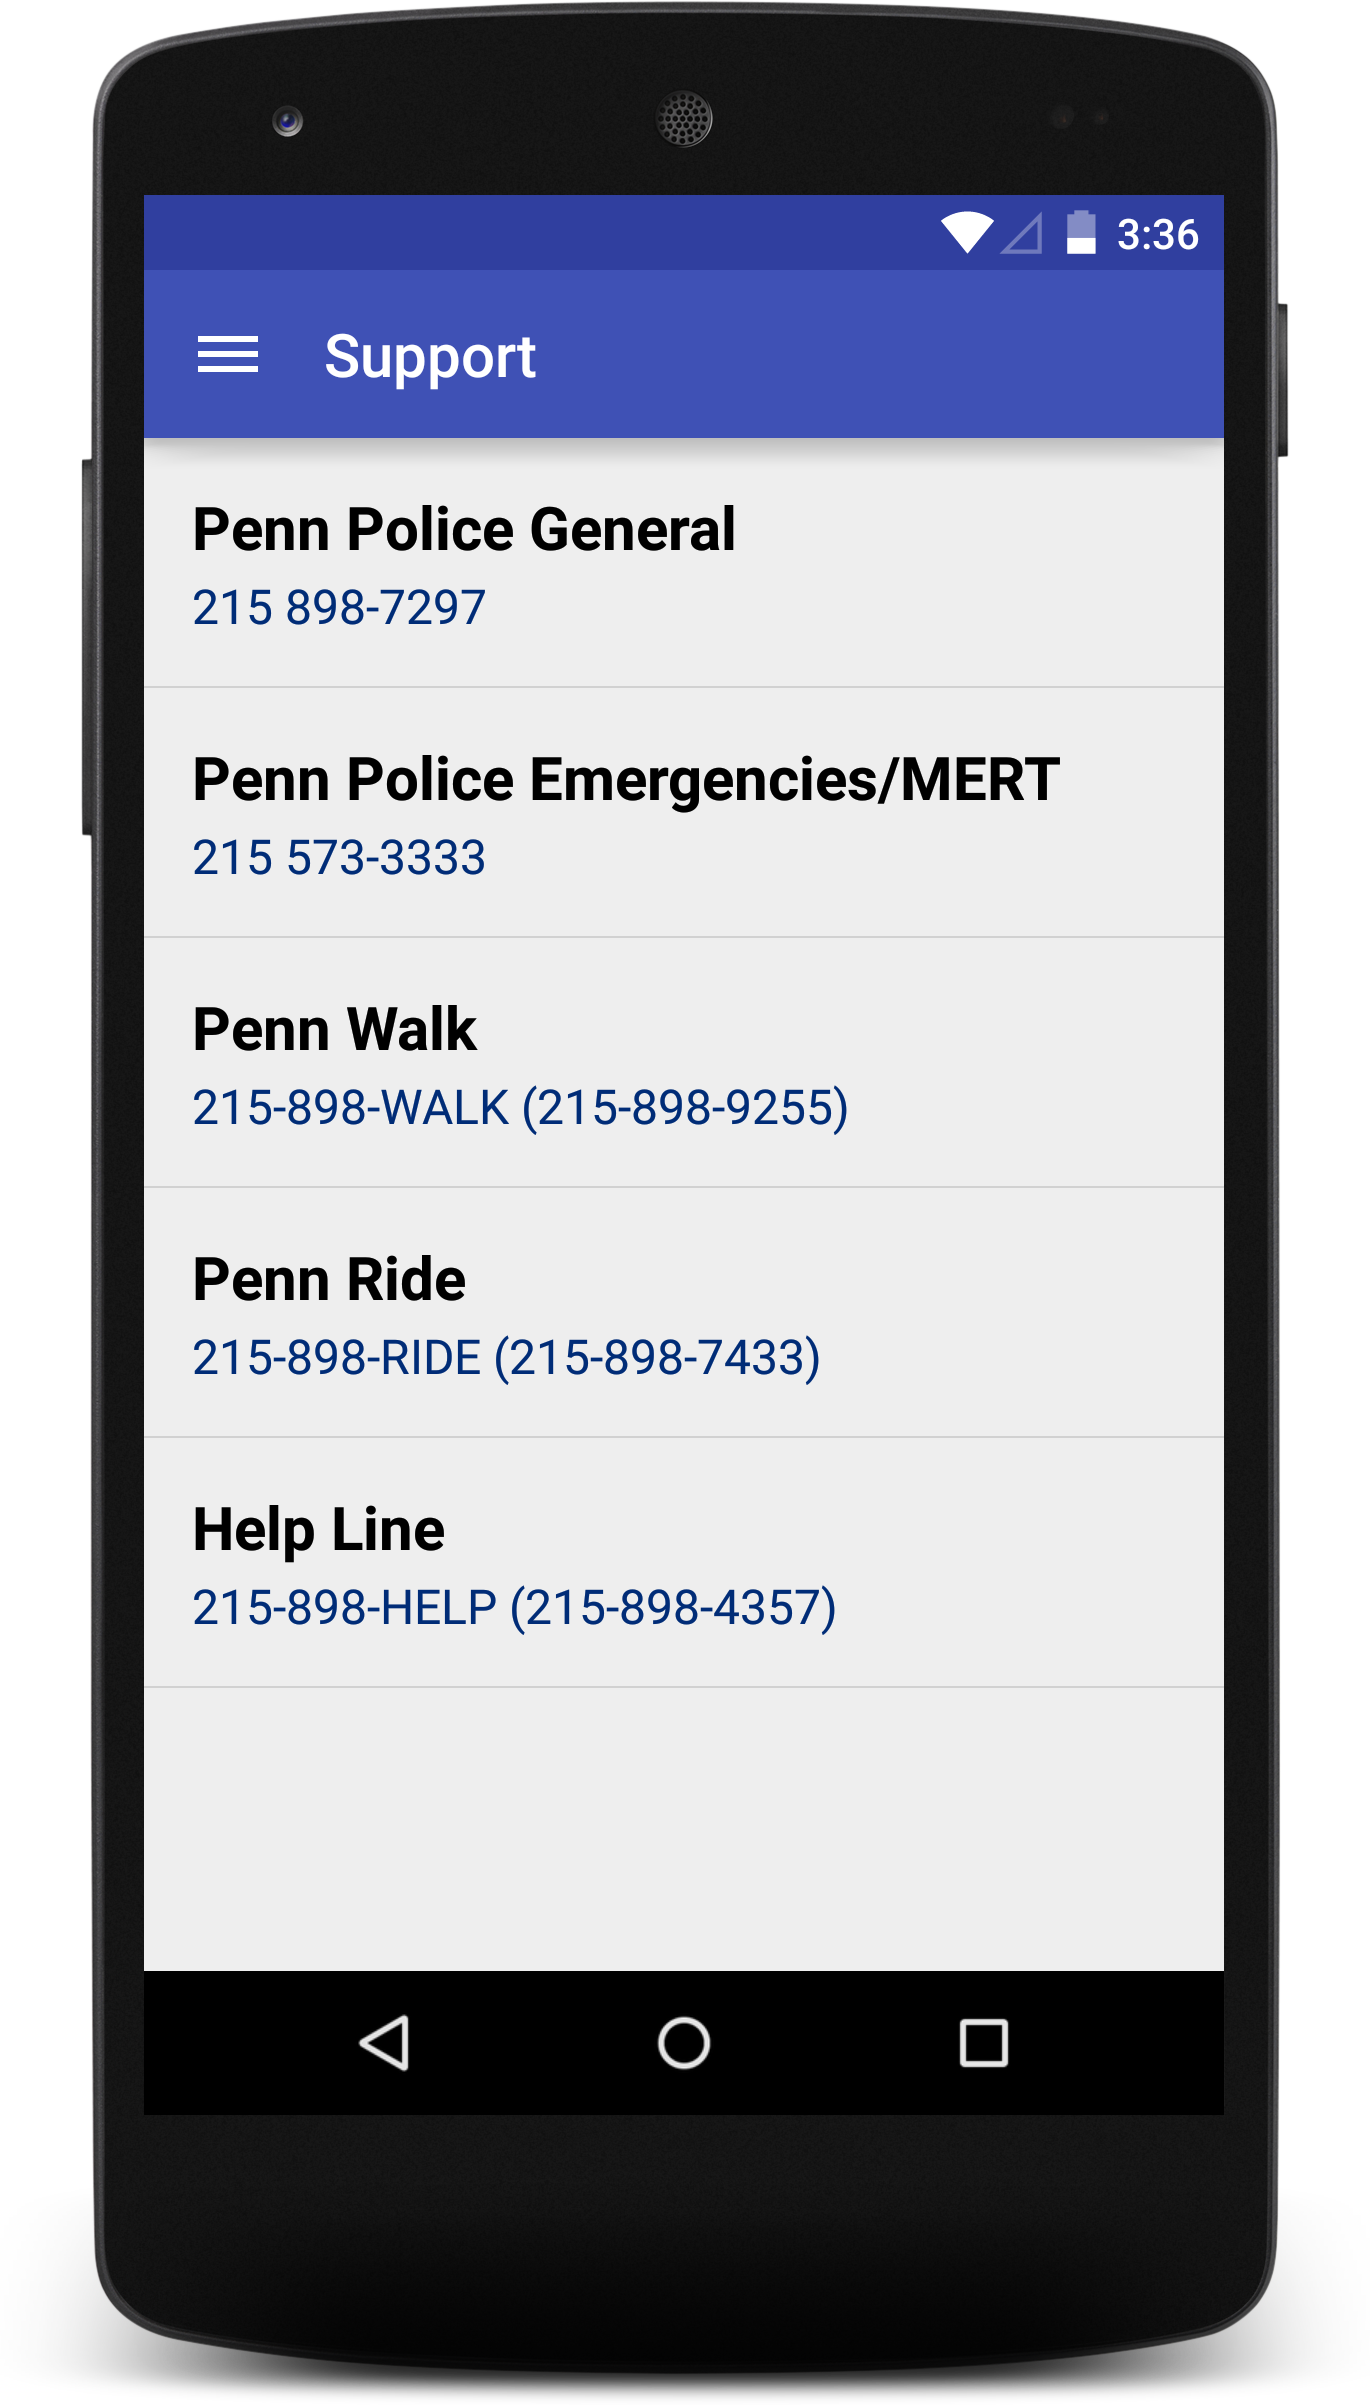 3:36
Support
Penn Police General
215 898-7297
Penn Police Emergencies/MERT
215 573-3333
Penn Walk
215-898-WALK (215-898-9255)
Penn Ride
215-898-RIDE (215-898-7433)
Help Line
215-898-HELP (215-898-4357)